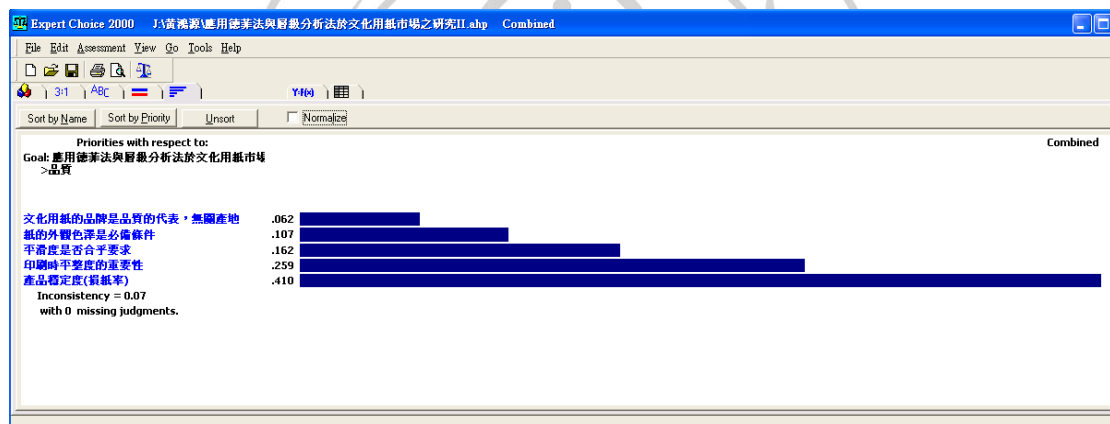 Expert Choice 2000 J:\黃鴻源\應用德菲法與層級分析法於文化用紙市場之研究II.ahp Combined
File Edit Assessment View Go Tools Help
3:1 ABC Y=f(x)
Sort by Name Sort by Priority Unsort Normalize
Priorities with respect to: Combined
Goal: 應用德菲法與層級分析法於文化用紙市場
>品質
文化用紙的品牌是品質的代表，無關產地 .062
紙的外觀色澤是必備條件 .107
平滑度是否合乎要求 .162
印刷時平整度的重要性 .259
產品穩定度(損紙率) .410
Inconsistency = 0.07
with 0 missing judgments.